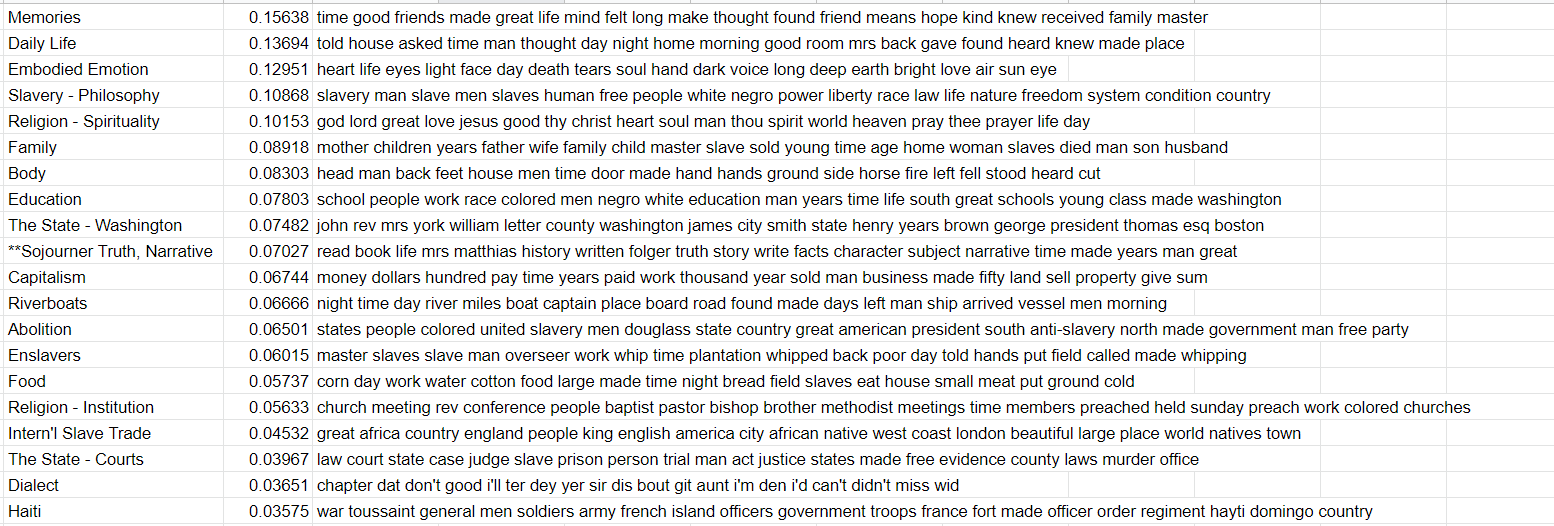 Memories 0.15638 time good friends made great life mind felt long make thought found friend means hope kind knew received family master
Daily Life 0.13694 told house asked time man thought day night home morning good room mrs back gave found heard knew made place
Embodied Emotion 0.12951 heart life eyes light face day death tears soul hand dark voice long deep earth bright love air sun eye
Slavery - Philosophy 0.10868 slavery man slave men slaves human free people white negro power liberty race law life nature freedom system condition country
Religion - Spirituality 0.10153 god lord great love jesus good thy christ heart soul man thou spirit world heaven pray thee prayer life day
Family 0.08918 mother children years father wife family child master slave sold young time age home woman slaves died man son husband
Body 0.08303 head man back feet house men time door made hand hands ground side horse fire left fell stood heard cut
Education 0.07803 school people work race colored men negro white education man years time life south great schools young class made washington
The State - Washington 0.07482 john rev mrs york william letter county washington james city smith state henry years brown george president thomas esq boston
**Sojourner Truth, Narrative 0.07027 read book life mrs matthias history written folger truth story write facts character subject narrative time made years man great
Capitalism 0.06744 money dollars hundred pay time years paid work thousand year sold man business made fifty land sell property give sum
Riverboats 0.06666 night time day river miles boat captain place board road found made days left man ship arrived vessel men morning
Abolition 0.06501 states people colored united slavery men douglass state country great american president south anti-slavery north made government man free party
Enslavers 0.06015 master slaves slave man overseer work whip time plantation whipped back poor day told hands put field called made whipping
Food 0.05737 corn day work water cotton food large made time night bread field slaves eat house small meat put ground cold
Religion - Institution 0.05633 church meeting rev conference people baptist pastor bishop brother methodist meetings time members preached held sunday preach work colored churches
Intern'l Slave Trade 0.04532 great africa country england people king english america city african native west coast london beautiful large place world natives town
The State - Courts 0.03967 law court state case judge slave prison person trial man act justice states made free evidence county laws murder office
Dialect 0.03651 chapter dat don't good i'll ter dey yer sir dis bout git aunt i'm den i'd can't didn't miss wid
Haiti 0.03575 war toussaint general men soldiers army french island officers government troops france fort made officer order regiment hayti domingo country